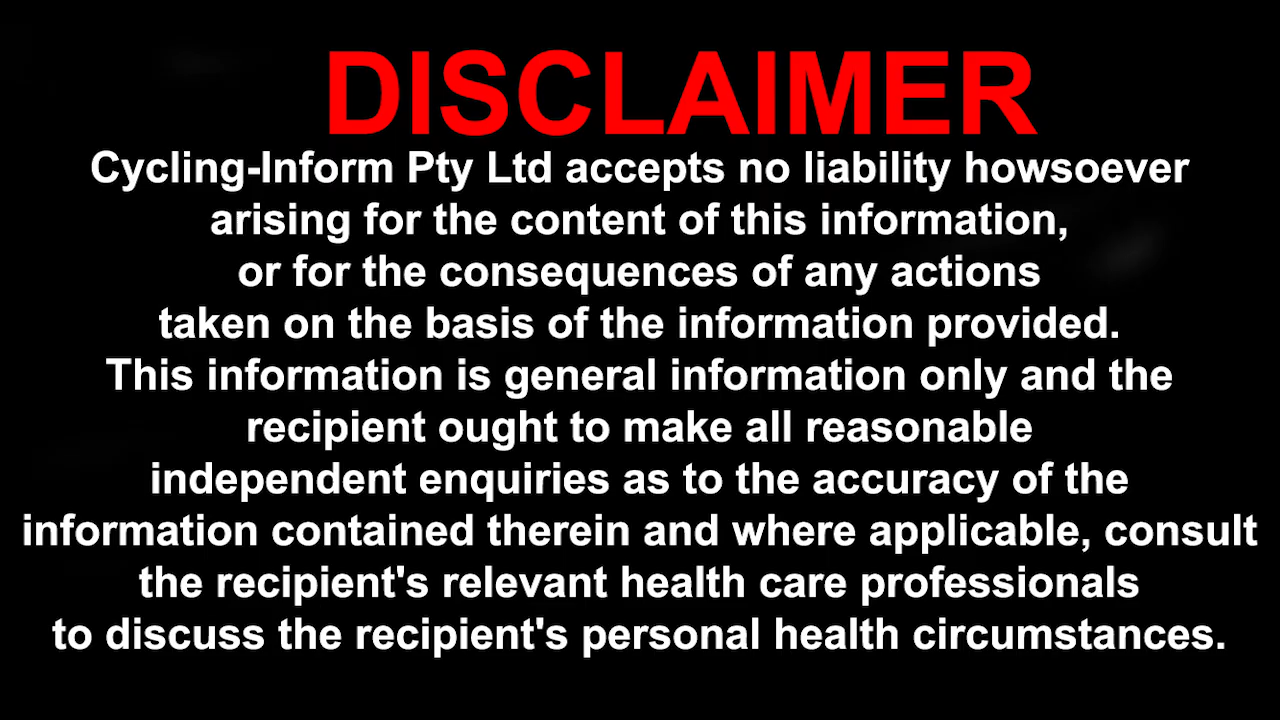 DISCLAIMER
Cycling-Inform Pty Ltd accepts no liability howsoever
arising for the content of this information,
or for the consequences of any actions
taken on the basis of the information provided.
This information is general information only and the
recipient ought to make all reasonable
independent enquiries as to the accuracy of the
information contained therein and where applicable, consult
the recipient's relevant health care professionals
to discuss the recipient's personal health circumstances.